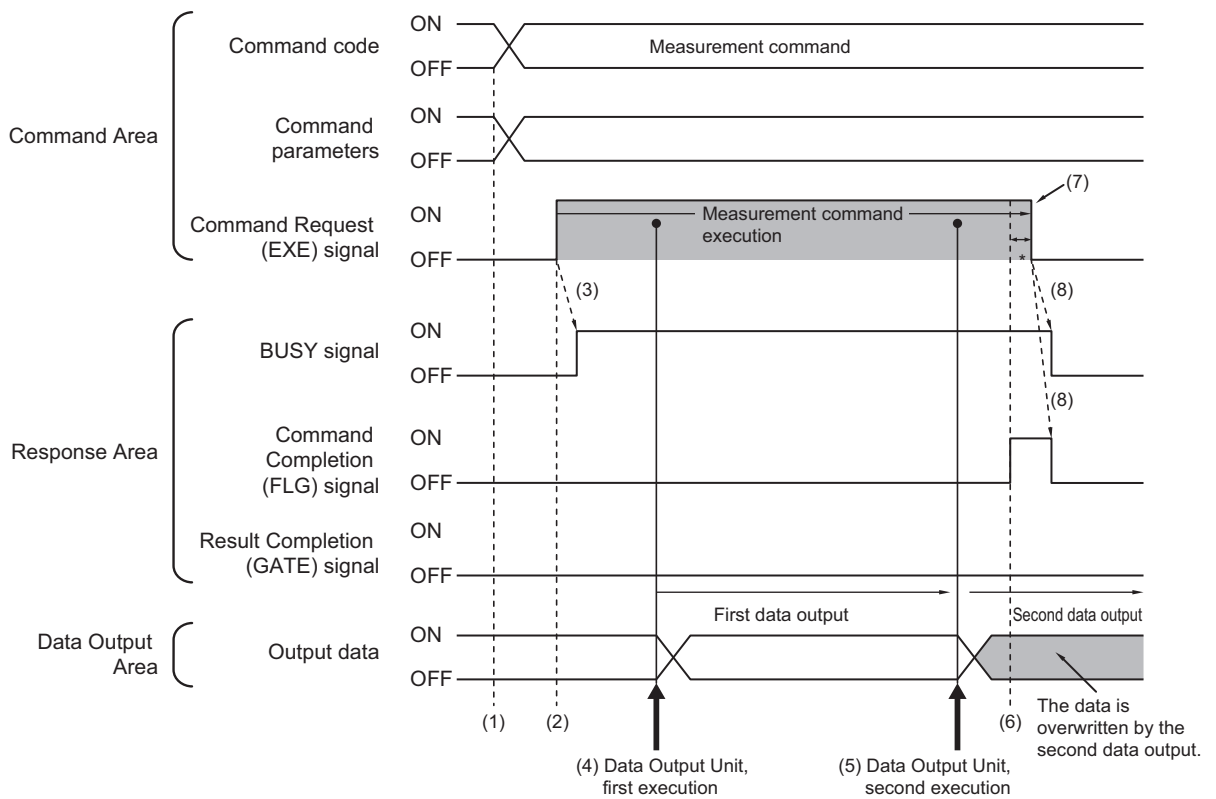 Command Area
Command code
ON
OFF
Measurement command
Command
parameters
ON
OFF
Command Request
(EXE) signal
ON
OFF
Measurement command
execution
(7)
*
(3)
(8)
Response Area
BUSY signal
ON
OFF
(8)
Command
Completion
(FLG) signal
ON
OFF
Result Completion
(GATE) signal
ON
OFF
First data output
Second data output
Data Output
Area
Output data
ON
OFF
(1)
(2)
(6)
The data is
overwritten by the
second data output.
(4) Data Output Unit,
first execution
(5) Data Output Unit,
second execution